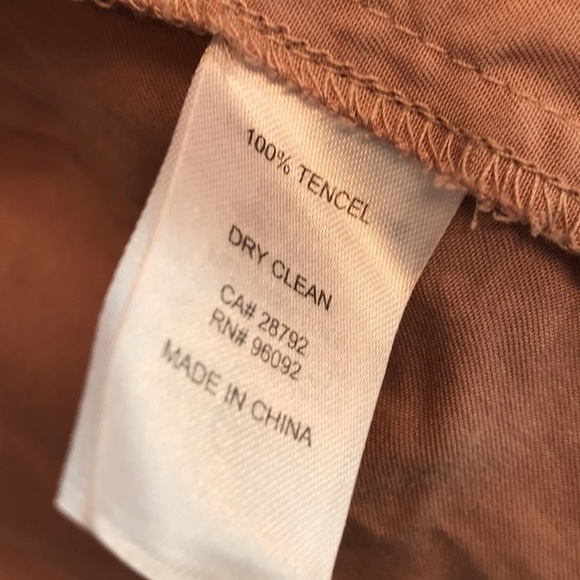 100% TENCEL
DRY CLEAN
CA# 28792
RN# 96092
MADE IN CHINA